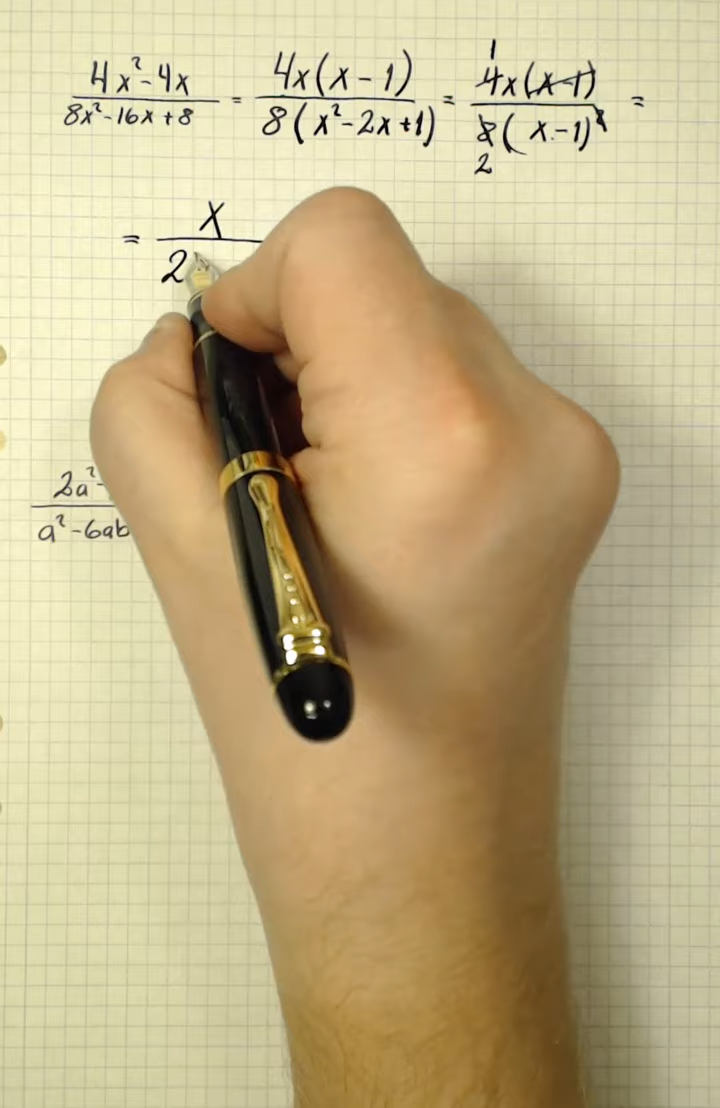 4x²-4x / 8x²-16x+8 = 4x(x-1) / 8(x²-2x+1) = 1 4x(x-1) / 8(x-1)² 2 =
= x / 2
2a²- / a²-6ab